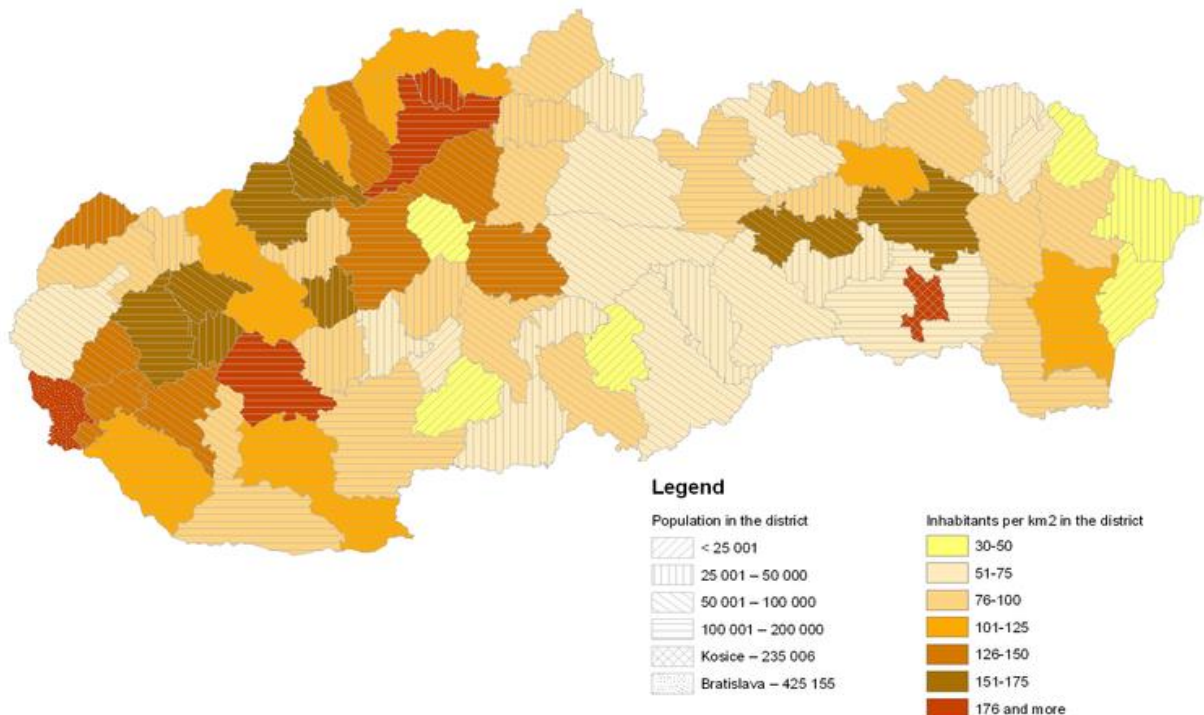 Legend
Population in the district
< 25 001
25 001 – 50 000
50 001 – 100 000
100 001 – 200 000
Kosice – 235 006
Bratislava – 425 155
Inhabitants per km2 in the district
30-50
51-75
76-100
101-125
126-150
151-175
176 and more